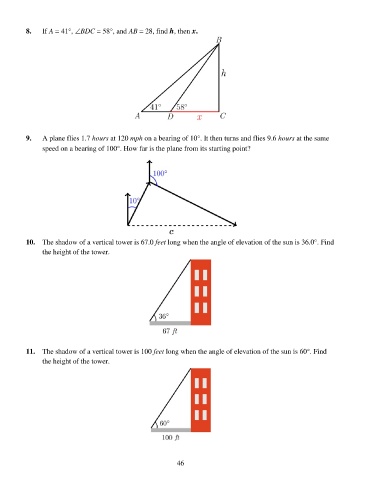 8. If A = 41°, ∠BDC = 58°, and AB = 28, find h, then x.
B
h
41° 58°
A D x C
9. A plane flies 1.7 hours at 120 mph on a bearing of 10°. It then turns and flies 9.6 hours at the same
speed on a bearing of 100°. How far is the plane from its starting point?
100°
10°
c
10. The shadow of a vertical tower is 67.0 feet long when the angle of elevation of the sun is 36.0°. Find
the height of the tower.
36°
67 ft
11. The shadow of a vertical tower is 100 feet long when the angle of elevation of the sun is 60°. Find
the height of the tower.
60°
100 ft
46